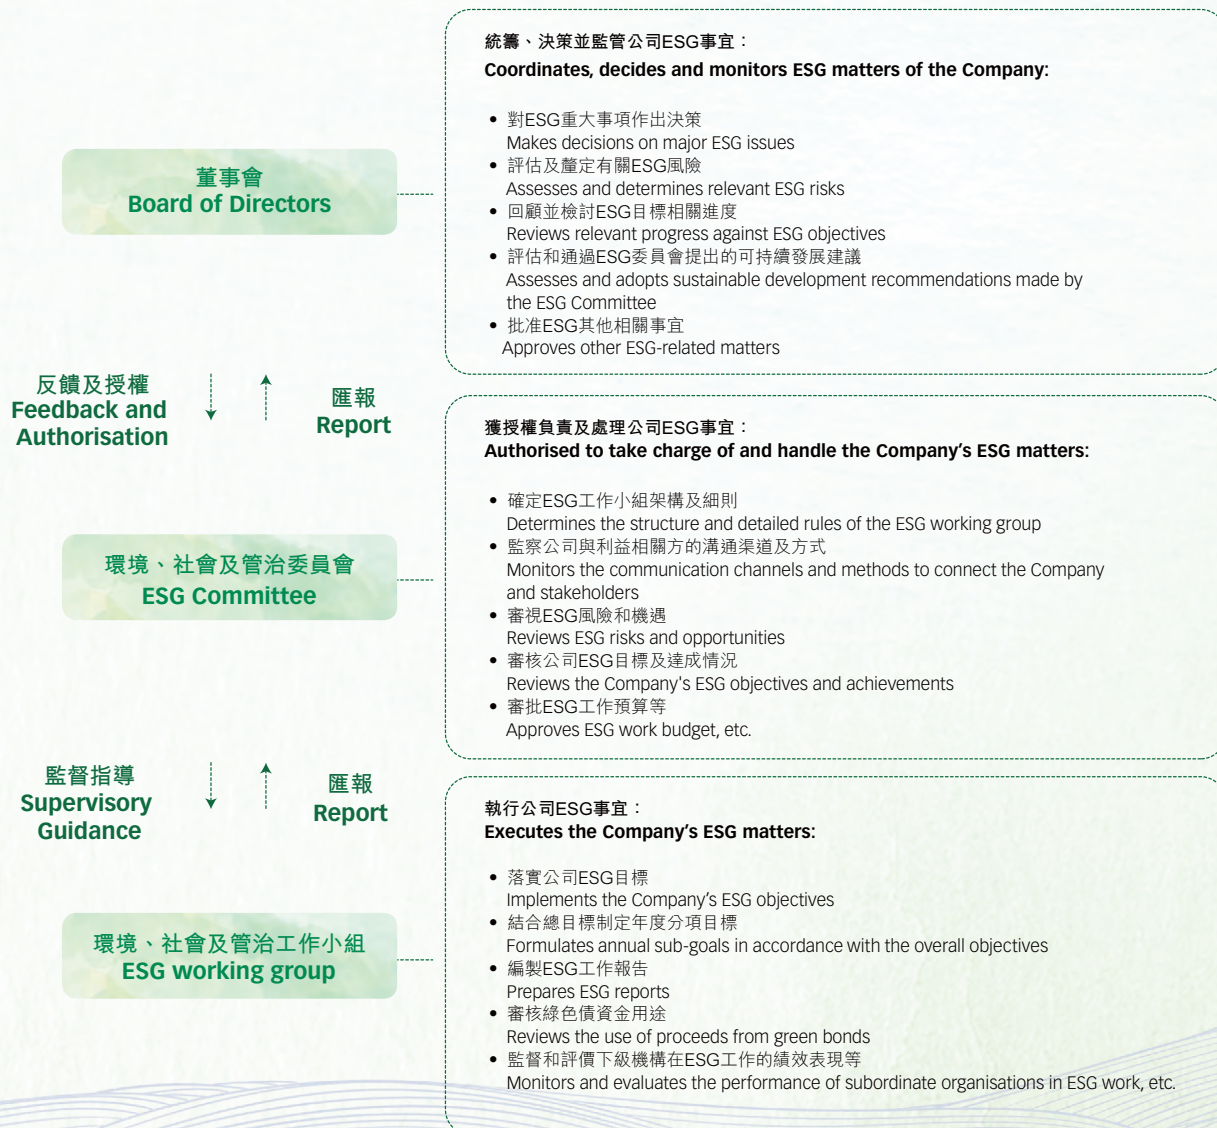 統籌、決策並監管公司ESG事宜：
Coordinates, decides and monitors ESG matters of the Company:
• 對ESG重大事項作出決策
Makes decisions on major ESG issues
• 評估及釐定有關ESG風險
Assesses and determines relevant ESG risks
• 回顧並檢討ESG目標相關進度
Reviews relevant progress against ESG objectives
• 評估和通過ESG委員會提出的可持續發展建議
Assesses and adopts sustainable development recommendations made by
the ESG Committee
• 批准ESG其他相關事宜
Approves other ESG-related matters
董事會
Board of Directors
反饋及授權
Feedback and
Authorisation
匯報
Report
獲授權負責及處理公司ESG事宜：
Authorised to take charge of and handle the Company's ESG matters:
• 確定ESG工作小組架構及細則
Determines the structure and detailed rules of the ESG working group
• 監察公司與利益相關方的溝通渠道及方式
Monitors the communication channels and methods to connect the Company
and stakeholders
• 審視ESG風險和機遇
Reviews ESG risks and opportunities
• 審核公司ESG目標及達成情況
Reviews the Company's ESG objectives and achievements
• 審批ESG工作預算等
Approves ESG work budget, etc.
環境、社會及管治委員會
ESG Committee
監督指導
Supervisory
Guidance
匯報
Report
執行公司ESG事宜：
Executes the Company's ESG matters:
• 落實公司ESG目標
Implements the Company's ESG objectives
• 結合總目標制定年度分項目標
Formulates annual sub-goals in accordance with the overall objectives
• 編製ESG工作報告
Prepares ESG reports
• 審核綠色債資金用途
Reviews the use of proceeds from green bonds
• 監督和評價下級機構在ESG工作的績效表現等
Monitors and evaluates the performance of subordinate organisations in ESG work, etc.
環境、社會及管治工作小組
ESG working group